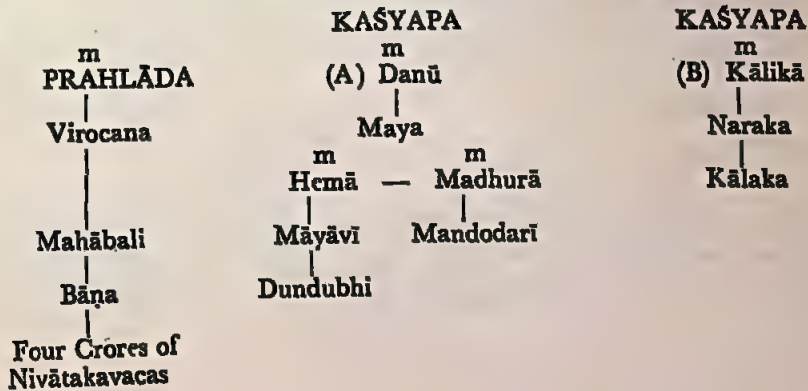 m
PRAHLĀDA
Virocana
Mahābali
Bāṇa
Four Crores of
Nivātakavacas
KAŚYAPA
m
(A) Danū
Maya
m m
Hemā — Madhurā
Māyāvī Mandodarī
Dundubhi
KAŚYAPA
m
(B) Kālikā
Naraka
Kālaka